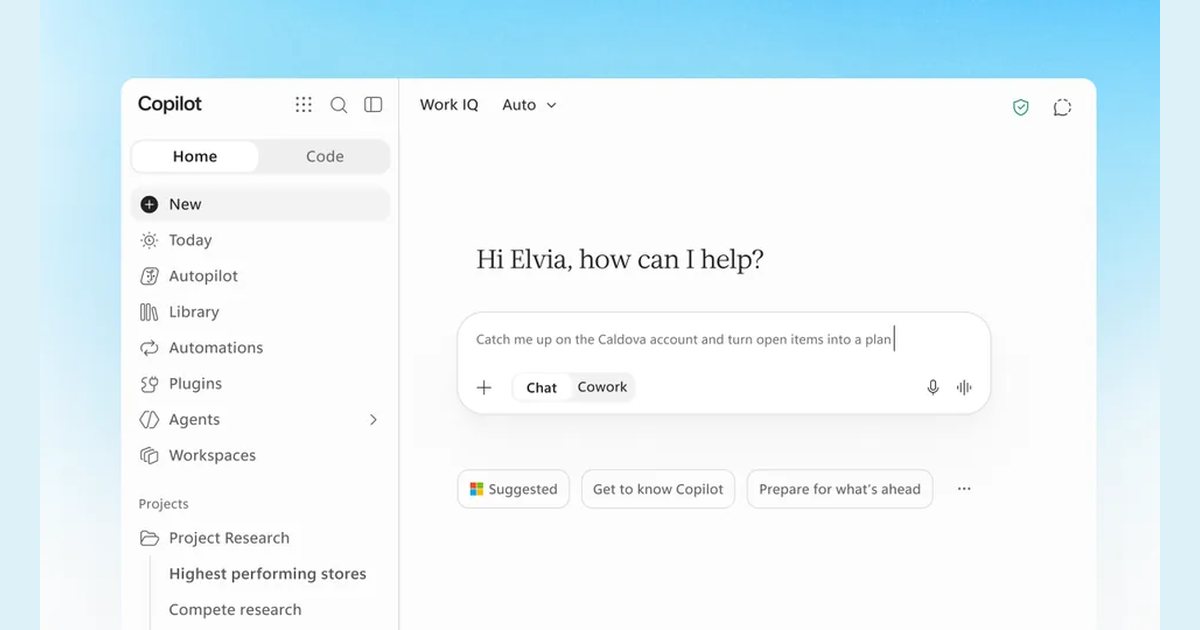 Copilot
Home Code
New
Today
Autopilot
Library
Automations
Plugins
Agents
Workspaces
Projects
Project Research
Highest performing stores
Compete research
Work IQ Auto
Hi Elvia, how can I help?
Catch me up on the Caldova account and turn open items into a plan
Chat Cowork
Suggested Get to know Copilot Prepare for what's ahead